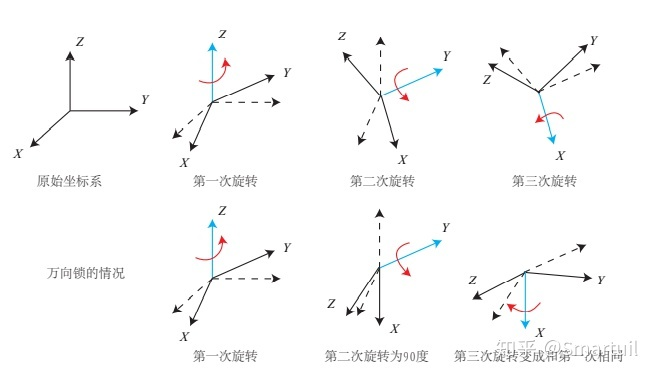 Z
Y
X
原始坐标系
Z
Y
X
第一次旋转
Z
Y
X
第二次旋转
Y
Z
X
第三次旋转
万向锁的情况
Z
Y
X
第一次旋转
Y
Z
X
第二次旋转为90度
Z
Y
X
第三次旋转变成和第一次相同
知乎 @Smartuil